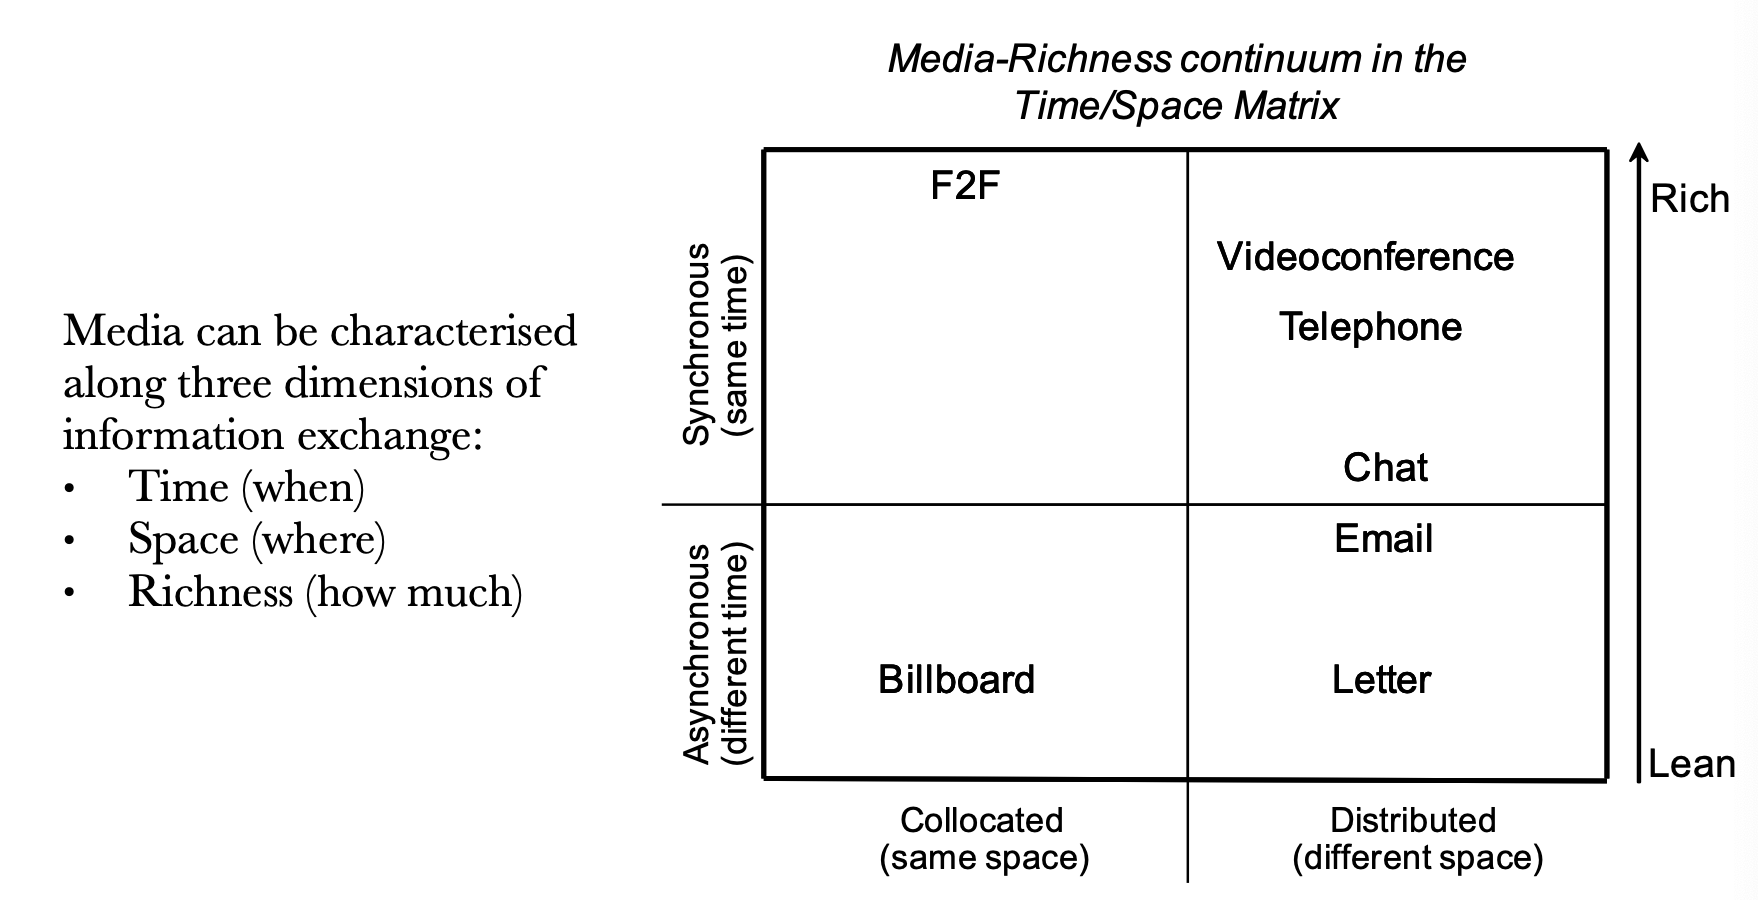 Media-Richness continuum in the
Time/Space Matrix
Media can be characterised
along three dimensions of
information exchange:
• Time (when)
• Space (where)
• Richness (how much)
Synchronous
(same time)
Asynchronous
(different time)
F2F
Videoconference
Telephone
Chat
Email
Billboard
Letter
Rich
Lean
Collocated
(same space)
Distributed
(different space)